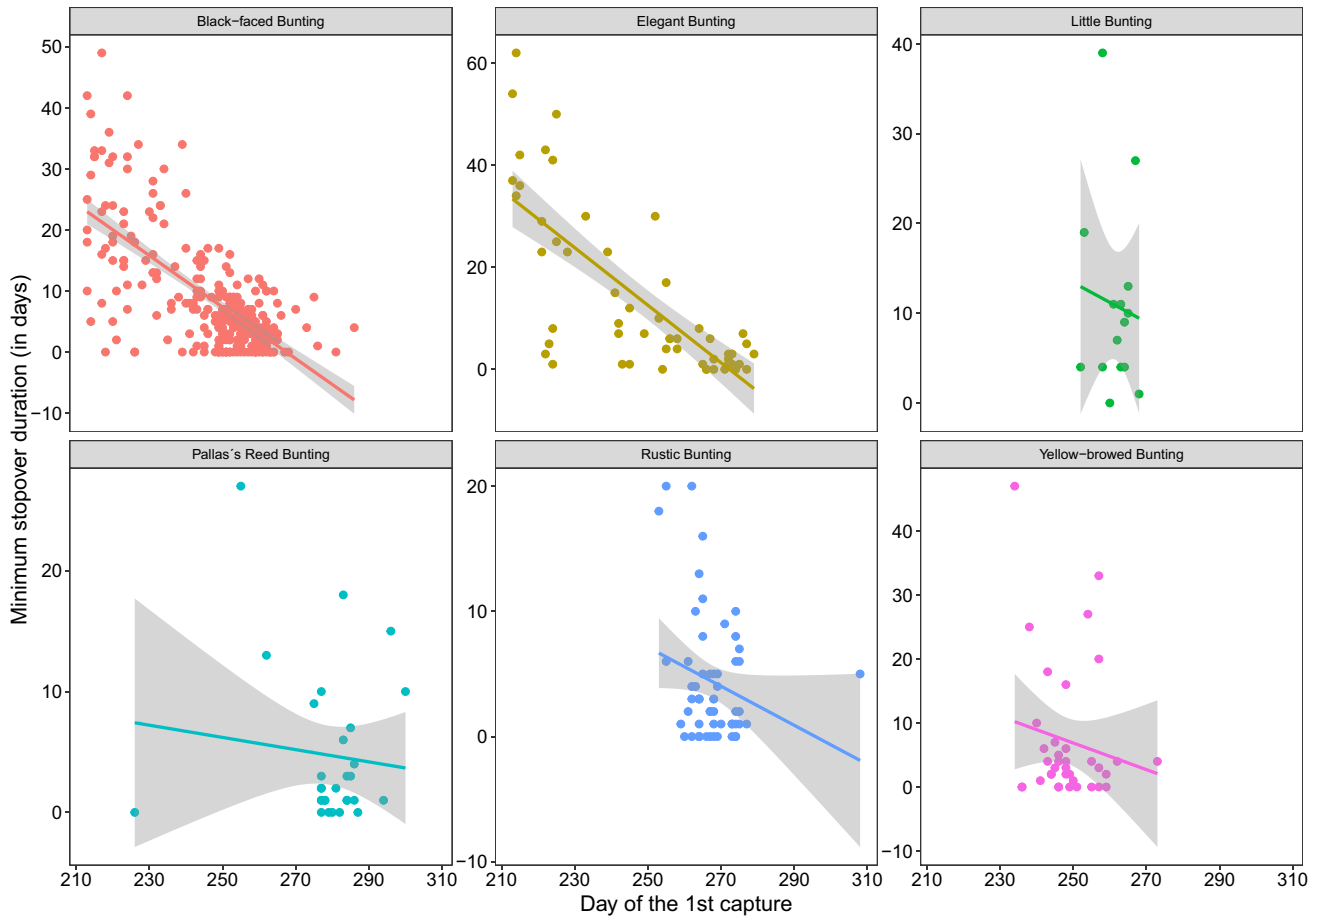 Black−faced Bunting
Elegant Bunting
Little Bunting
50
40
30
20
10
0
−10
60
40
20
0
40
30
20
10
0
Minimum stopover duration (in days)
Pallas´s Reed Bunting
Rustic Bunting
Yellow−browed Bunting
20
10
0
20
10
0
−10
40
30
20
10
0
−10
210 230 250 270 290 310
210 230 250 270 290 310
210 230 250 270 290 310
Day of the 1st capture